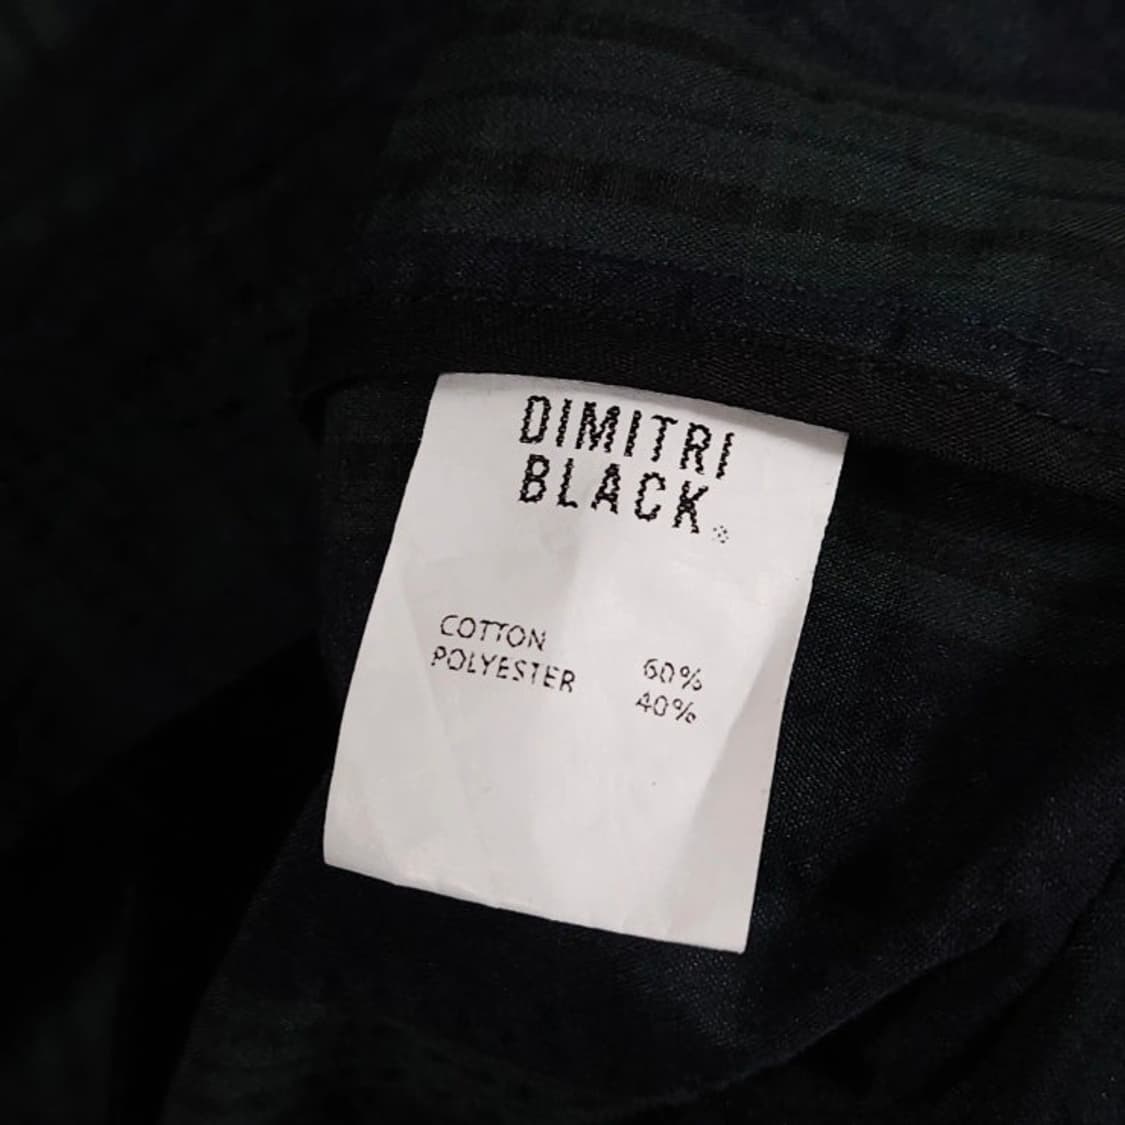 DIMITRI
BLACK®
COTTON 60%
POLYESTER 40%